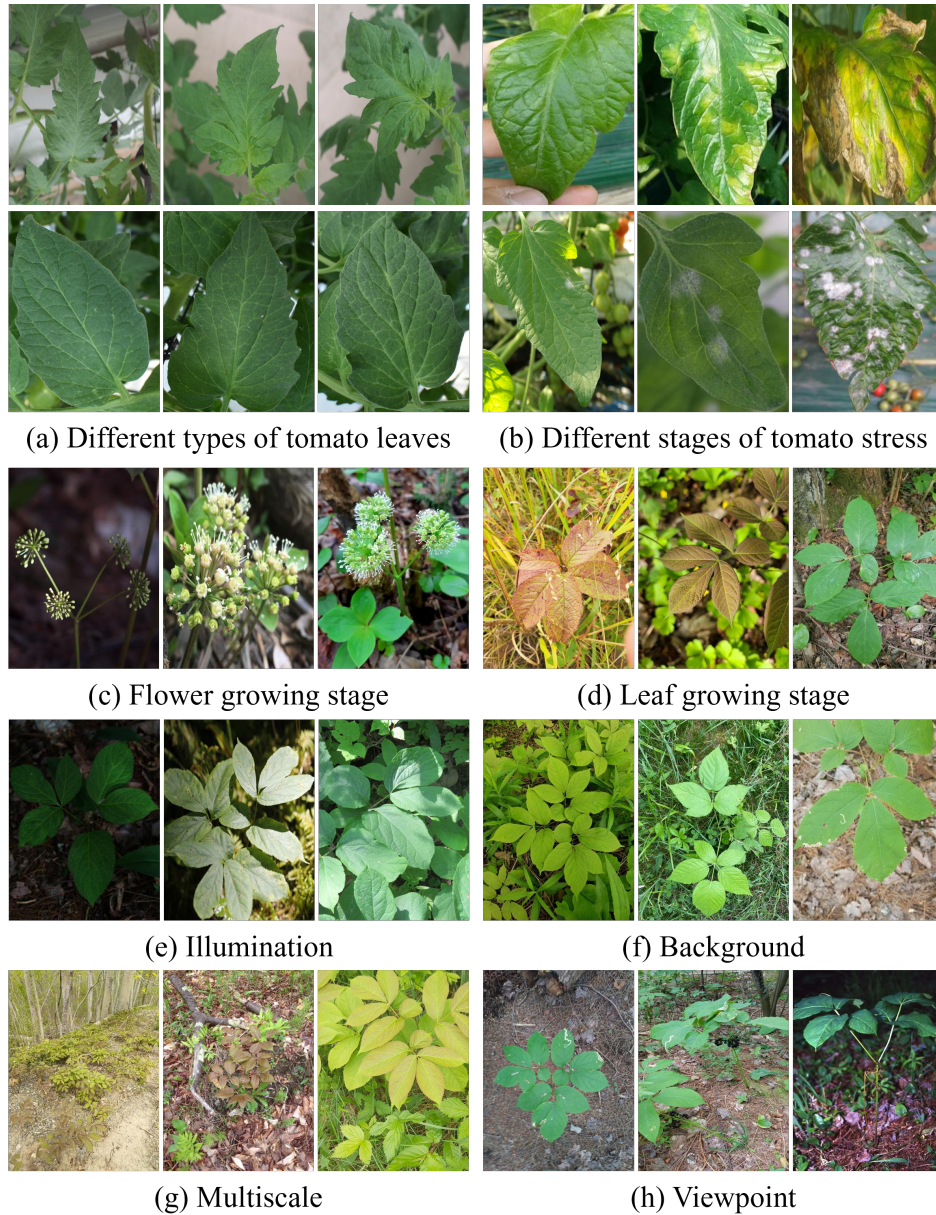 (a) Different types of tomato leaves
(b) Different stages of tomato stress
(c) Flower growing stage
(d) Leaf growing stage
(e) Illumination
(f) Background
(g) Multiscale
(h) Viewpoint